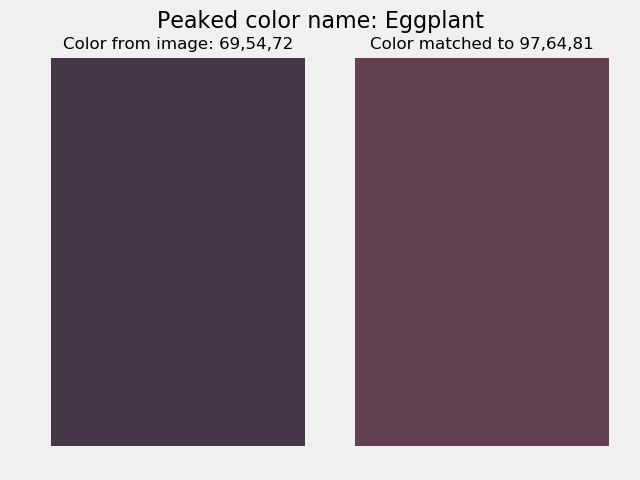 Peaked color name: Eggplant
Color from image: 69,54,72
Color matched to 97,64,81